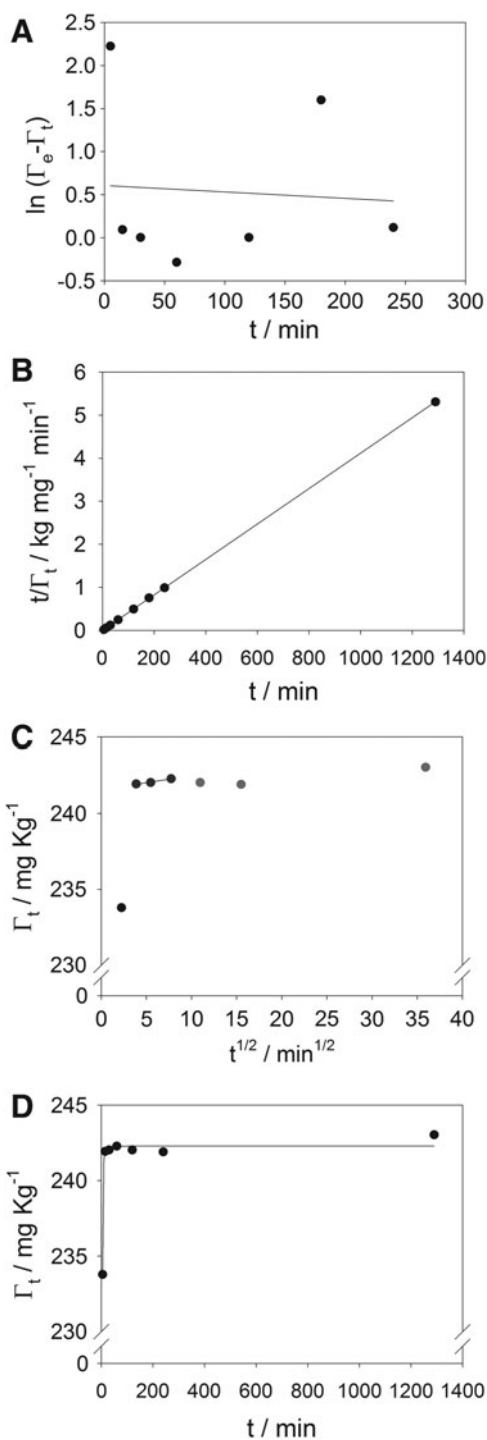 A
2.5
2.0
1.5
1.0
0.5
0.0
-0.5
ln (Γe-Γt)
0 50 100 150 200 250 300
t / min
B
6
5
4
3
2
1
0
t/Γt / kg mg-1 min-1
0 200 400 600 800 1000 1200 1400
t / min
C
245
240
235
230
0
Γt / mg Kg-1
0 5 10 15 20 25 30 35 40
t1/2 / min1/2
D
245
240
235
230
0
Γt / mg Kg-1
0 200 400 600 800 1000 1200 1400
t / min